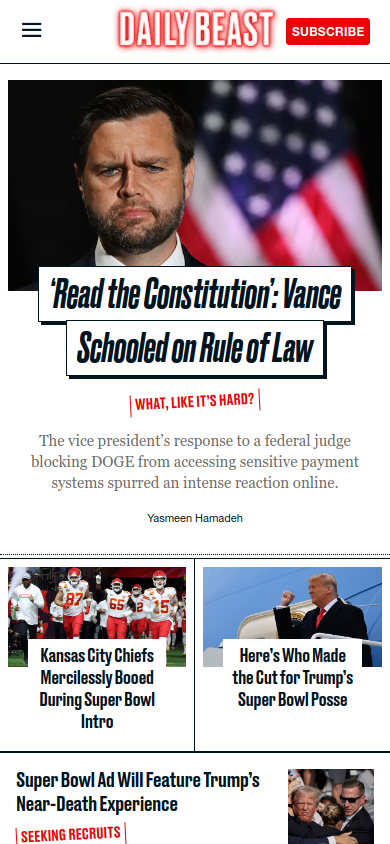 DAILY BEAST
SUBSCRIBE
‘Read the Constitution’: Vance
Schooled on Rule of Law
WHAT, LIKE IT’S HARD?
The vice president’s response to a federal judge
blocking DOGE from accessing sensitive payment
systems spurred an intense reaction online.
Yasmeen Hamadeh
87
65
15
Kansas City Chiefs
Mercilessly Booed
During Super Bowl
Intro
Here’s Who Made
the Cut for Trump’s
Super Bowl Posse
Super Bowl Ad Will Feature Trump’s
Near-Death Experience
SEEKING RECRUITS